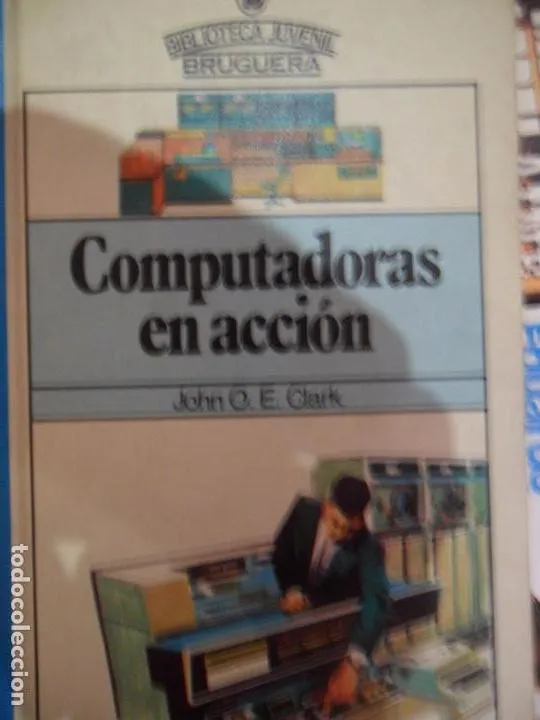 BIBLIOTECA JUVENIL
BRUGUERA
Computadoras
en acción
John O. E. Clark
todocoleccion